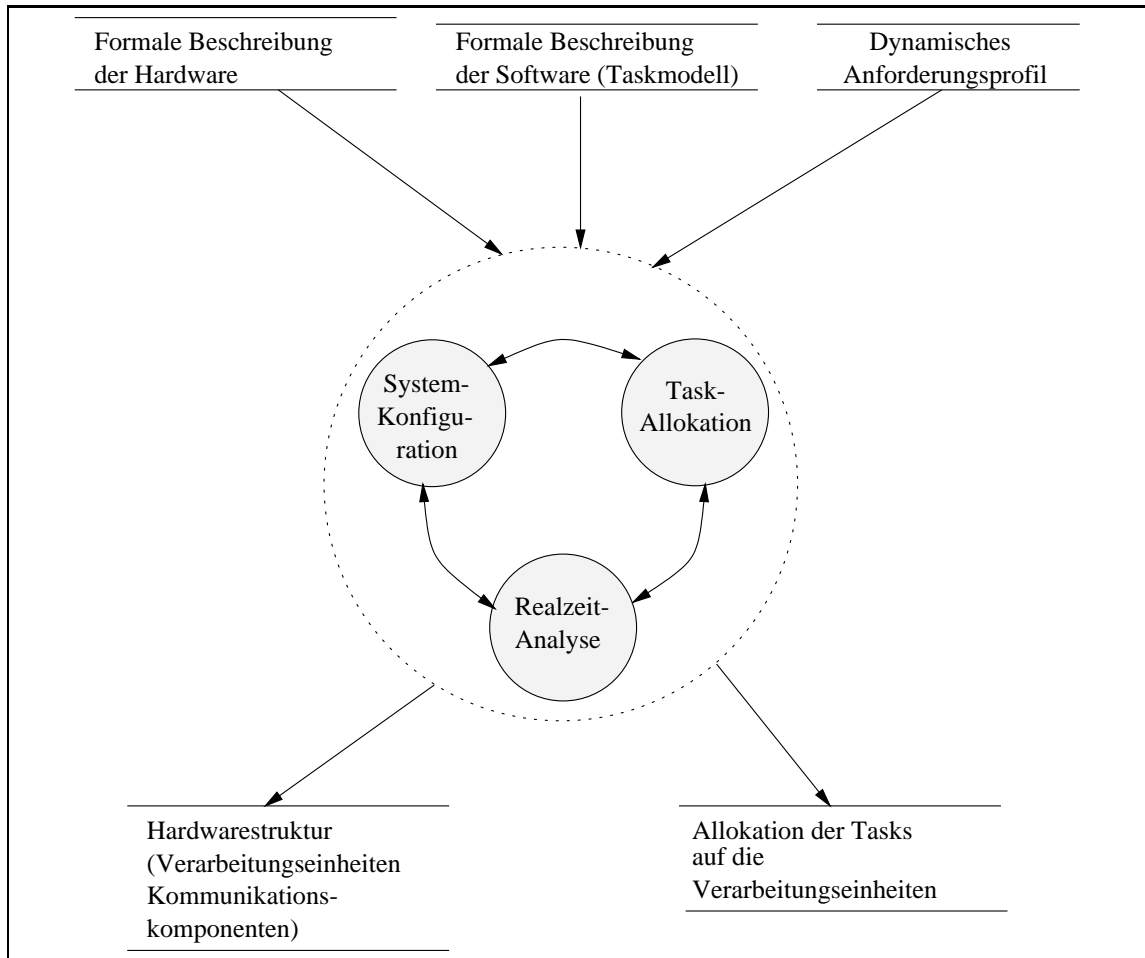 Formale Beschreibung
der Hardware
Formale Beschreibung
der Software (Taskmodell)
Dynamisches
Anforderungsprofil
System-
Konfigu-
ration
Task-
Allokation
Realzeit-
Analyse
Hardwarestruktur
(Verarbeitungseinheiten
Kommunikations-
komponenten)
Allokation der Tasks
auf die
Verarbeitungseinheiten